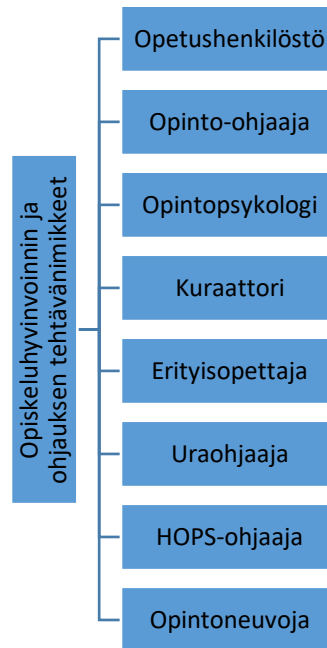 Opiskeluhyvinvoinnin ja
ohjauksen tehtävänimikkeet
Opetushenkilöstö
Opinto-ohjaaja
Opintopsykologi
Kuraattori
Erityisopettaja
Uraohjaaja
HOPS-ohjaaja
Opintoneuvoja